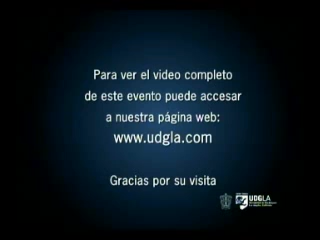 Para ver el video completo
de este evento puede accesar
a nuestra página web:
www.udgla.com
Gracias por su visita
UDGLA